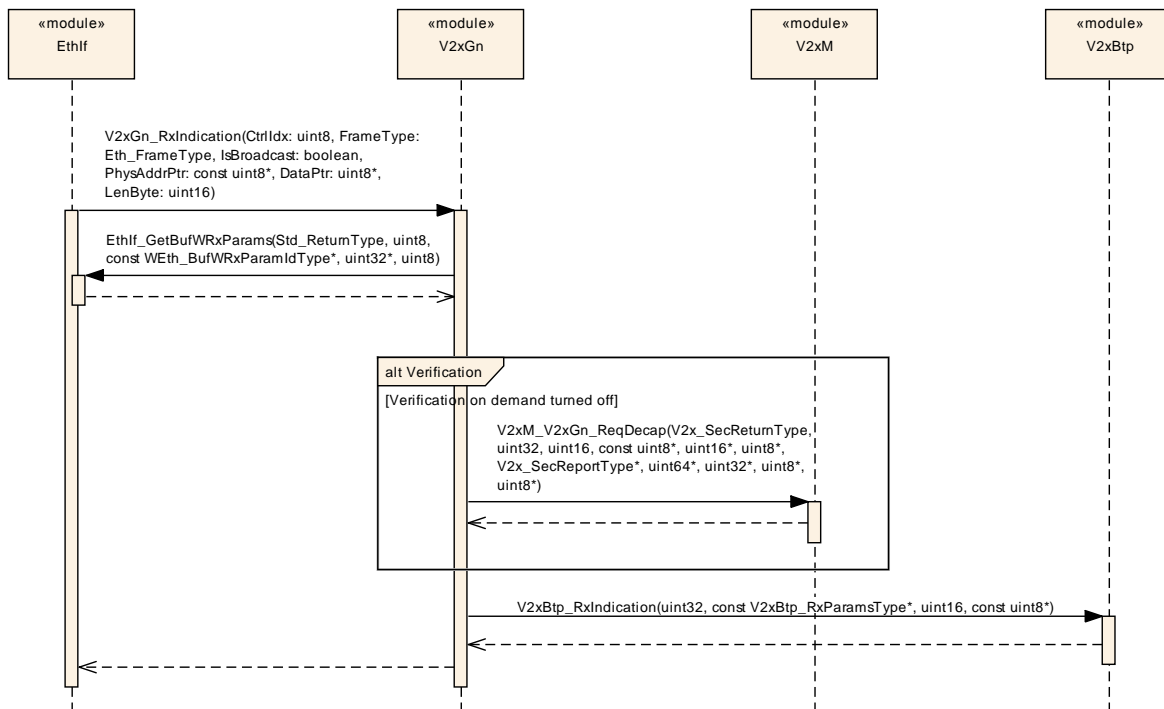 «module»
EthIf
«module»
V2xGn
«module»
V2xM
«module»
V2xBtp
V2xGn_RxIndication(CtrlIdx: uint8, FrameType:
Eth_FrameType, IsBroadcast: boolean,
PhysAddrPtr: const uint8*, DataPtr: uint8*,
LenByte: uint16)
EthIf_GetBufWRxParams(Std_ReturnType, uint8,
const WEth_BufWRxParamIdType*, uint32*, uint8)
alt Verification
[Verification on demand turned off]
V2xM_V2xGn_ReqDecap(V2x_SecReturnType,
uint32, uint16, const uint8*, uint16*, uint8*,
V2x_SecReportType*, uint64*, uint32*, uint8*,
uint8*)
V2xBtp_RxIndication(uint32, const V2xBtp_RxParamsType*, uint16, const uint8*)